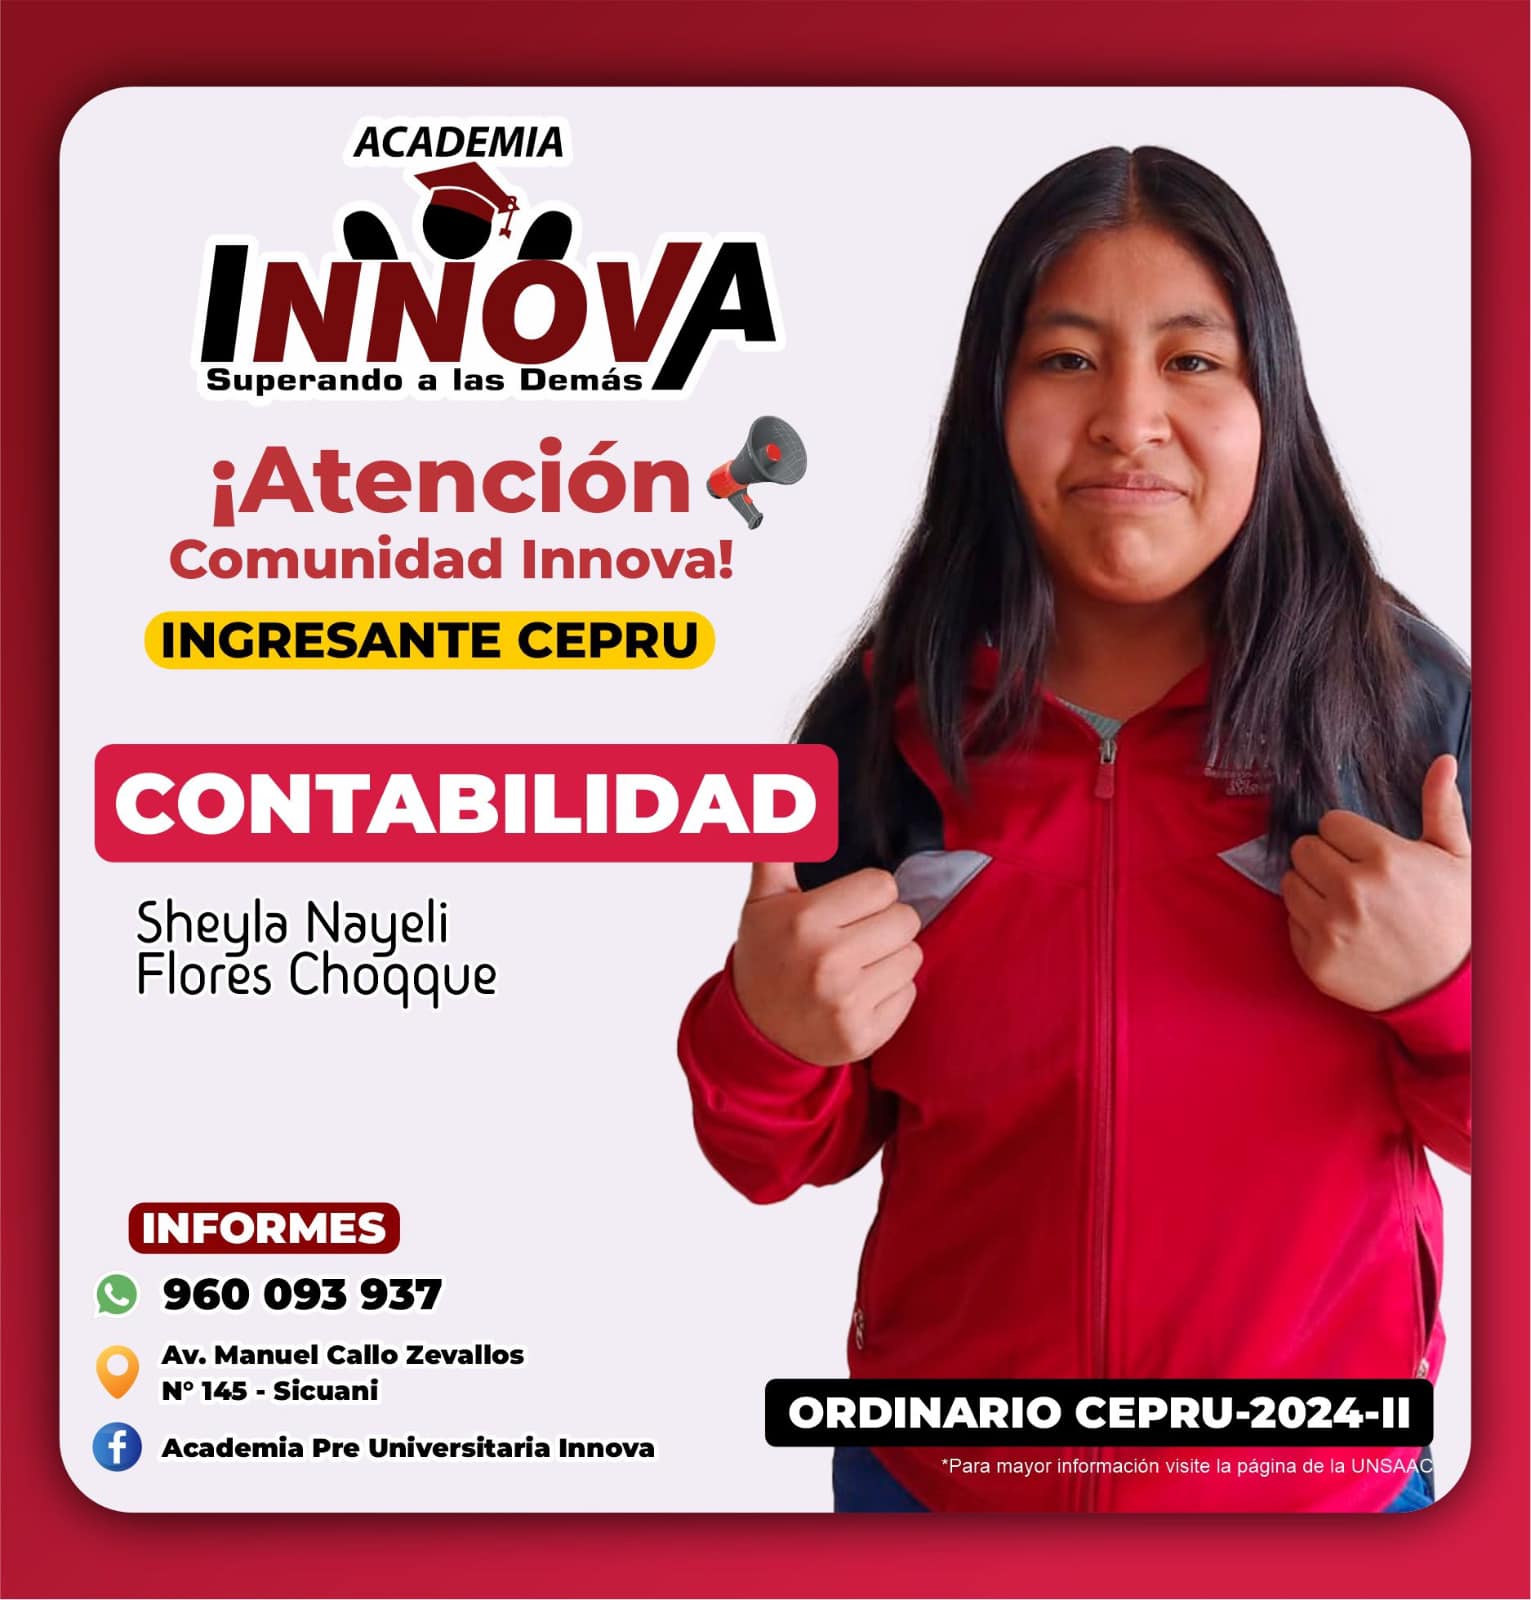 ACADEMIA
INNOVA
Superando a las Demás
¡Atención
Comunidad Innova!
INGRESANTE CEPRU
CONTABILIDAD
Sheyla Nayeli
Flores Choqque
INFORMES
960 093 937
Av. Manuel Callo Zevallos
N° 145 - Sicuani
Academia Pre Universitaria Innova
ORDINARIO CEPRU-2024-II
*Para mayor información visite la página de la UNSAAC